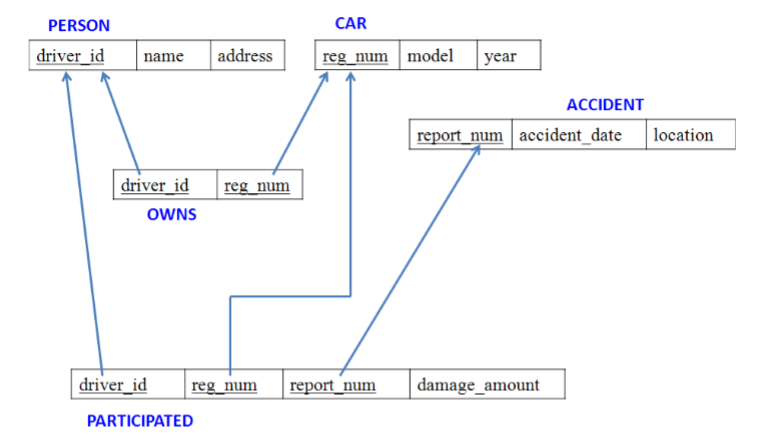 PERSON
CAR
driver_id name address
reg_num model year
ACCIDENT
report_num accident_date location
driver_id reg_num
OWNS
driver_id reg_num report_num damage_amount
PARTICIPATED